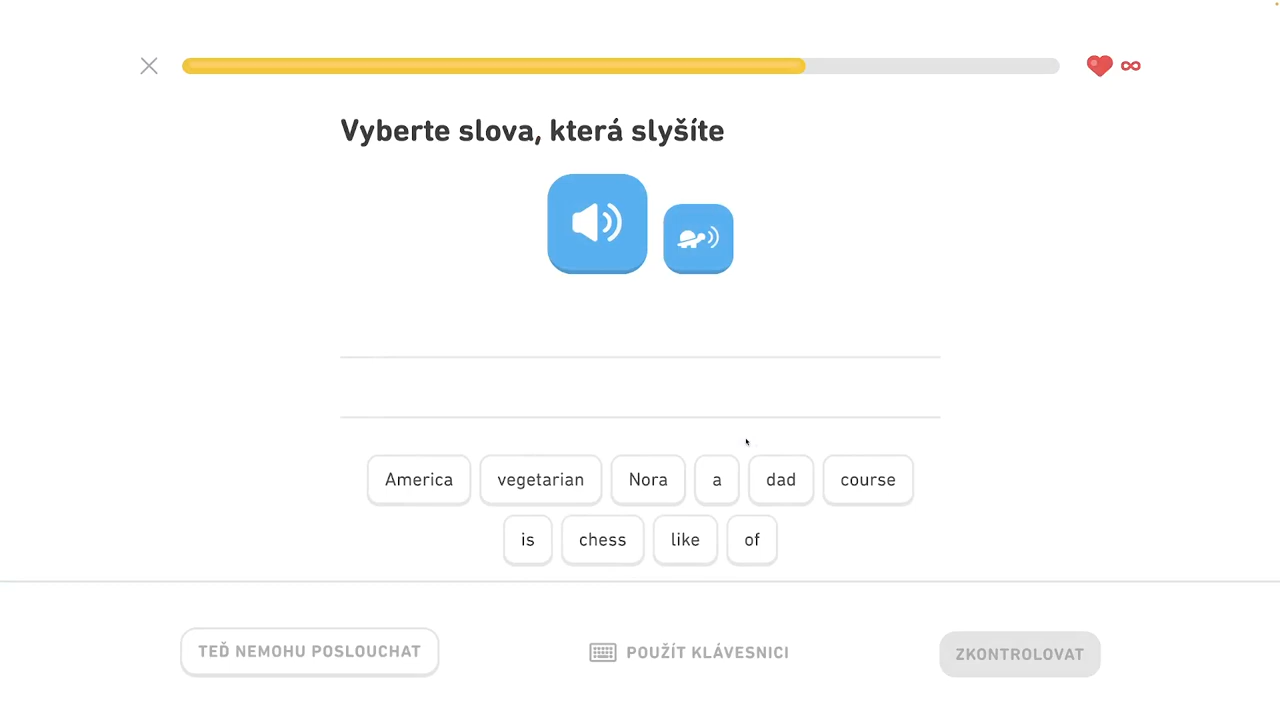 Vyberte slova, která slyšíte
America vegetarian Nora a dad course
is chess like of
TEĎ NEMOHU POSLOUCHAT POUŽÍT KLÁVESNICI ZKONTROLOVAT